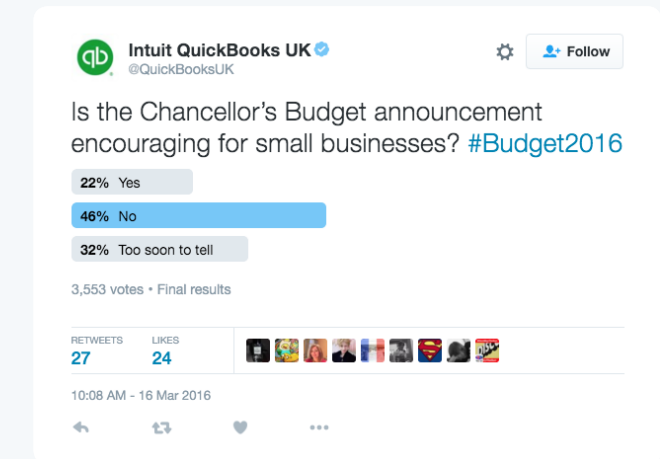 qb
Intuit QuickBooks UK
@QuickBooksUK
Follow
Is the Chancellor's Budget announcement
encouraging for small businesses? #Budget2016
22% Yes
46% No
32% Too soon to tell
3,553 votes • Final results
RETWEETS LIKES
27 24
10:08 AM - 16 Mar 2016